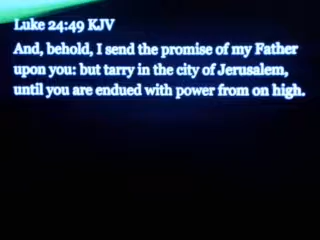 Luke 24:49 KJV
And, behold, I send the promise of my Father
upon you: but tarry in the city of Jerusalem,
until you are endued with power from on high.